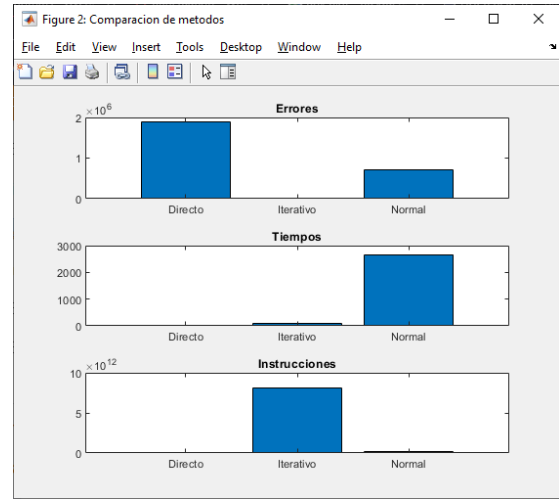 Figure 2: Comparacion de metodos
File Edit View Insert Tools Desktop Window Help
×10^6
Errores
2
1
0
Directo Iterativo Normal
Tiempos
3000
2000
1000
0
Directo Iterativo Normal
×10^12
Instrucciones
10
5
0
Directo Iterativo Normal